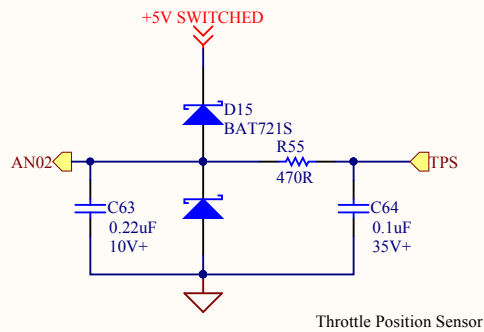 +5V SWITCHED
D15
BAT721S
R55
AN02
470R
TPS
C63
0.22uF
10V+
C64
0.1uF
35V+
Throttle Position Sensor